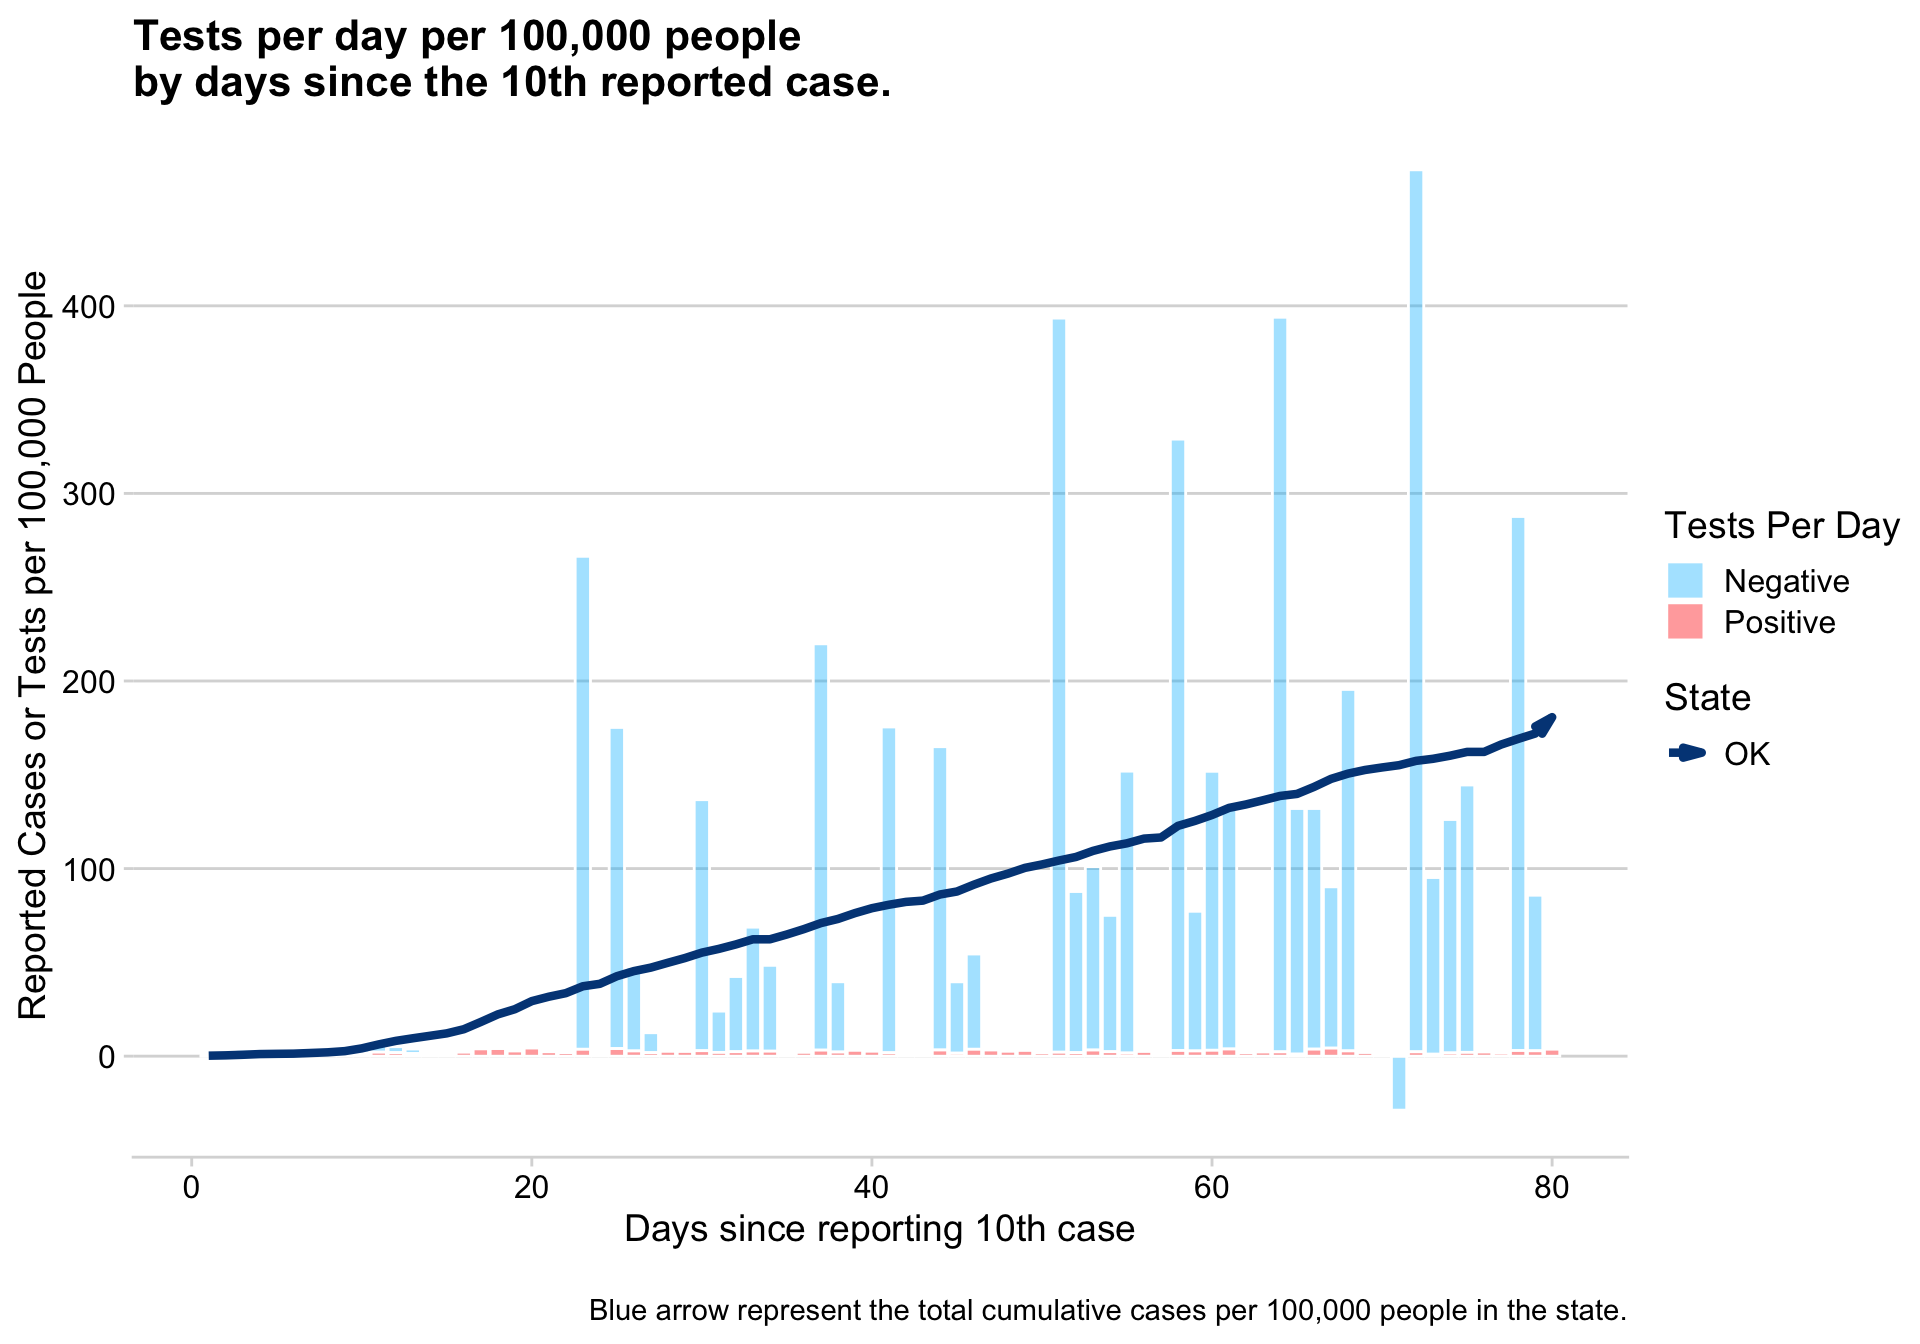 Tests per day per 100,000 people
by days since the 10th reported case.
Reported Cases or Tests per 100,000 People
400
300
200
100
0
0
20
40
60
80
Days since reporting 10th case
Tests Per Day
Negative
Positive
State
OK
Blue arrow represent the total cumulative cases per 100,000 people in the state.